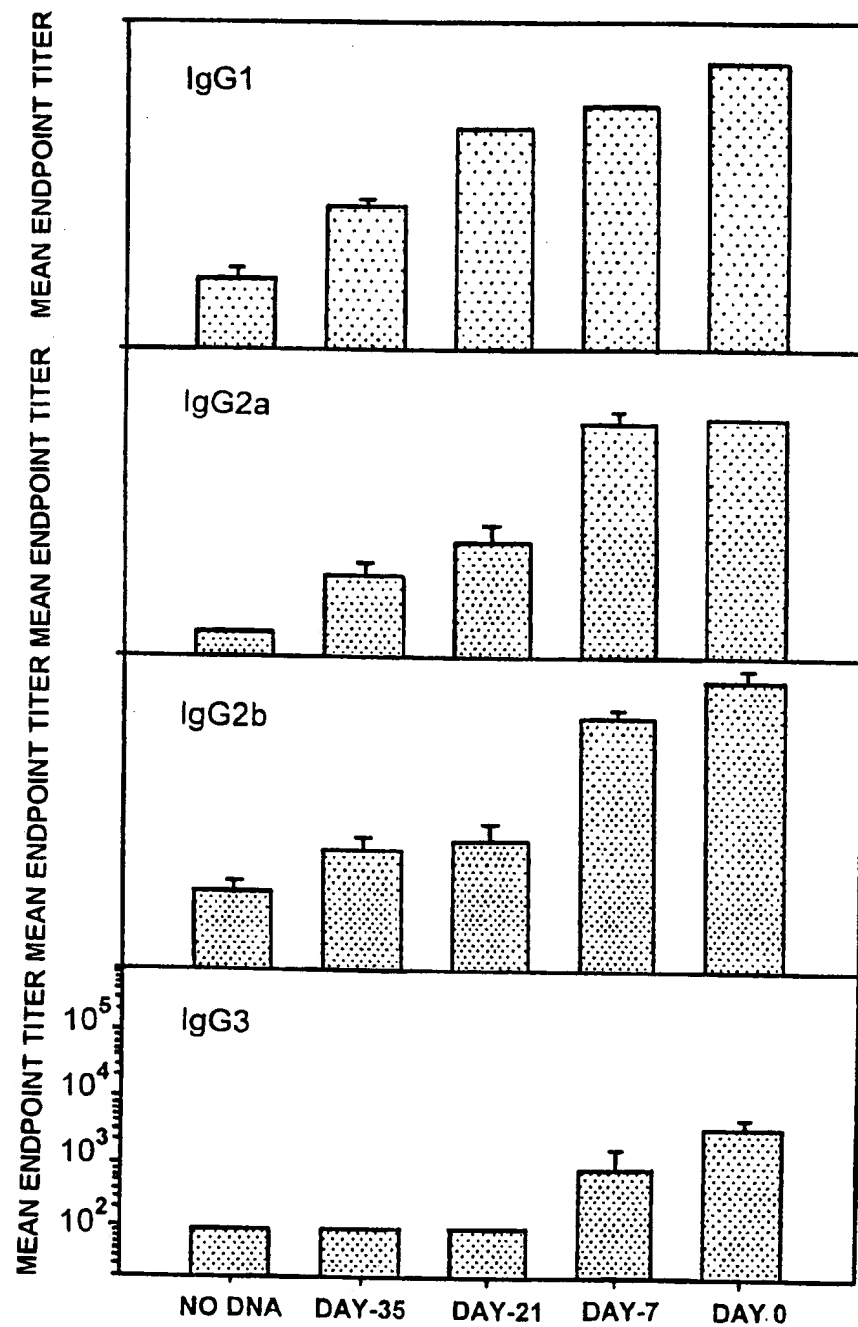 MEAN ENDPOINT TITER
IgG1
MEAN ENDPOINT TITER
IgG2a
MEAN ENDPOINT TITER
IgG2b
MEAN ENDPOINT TITER
IgG3
10⁵
10⁴
10³
10²
NO DNA DAY-35 DAY-21 DAY-7 DAY 0